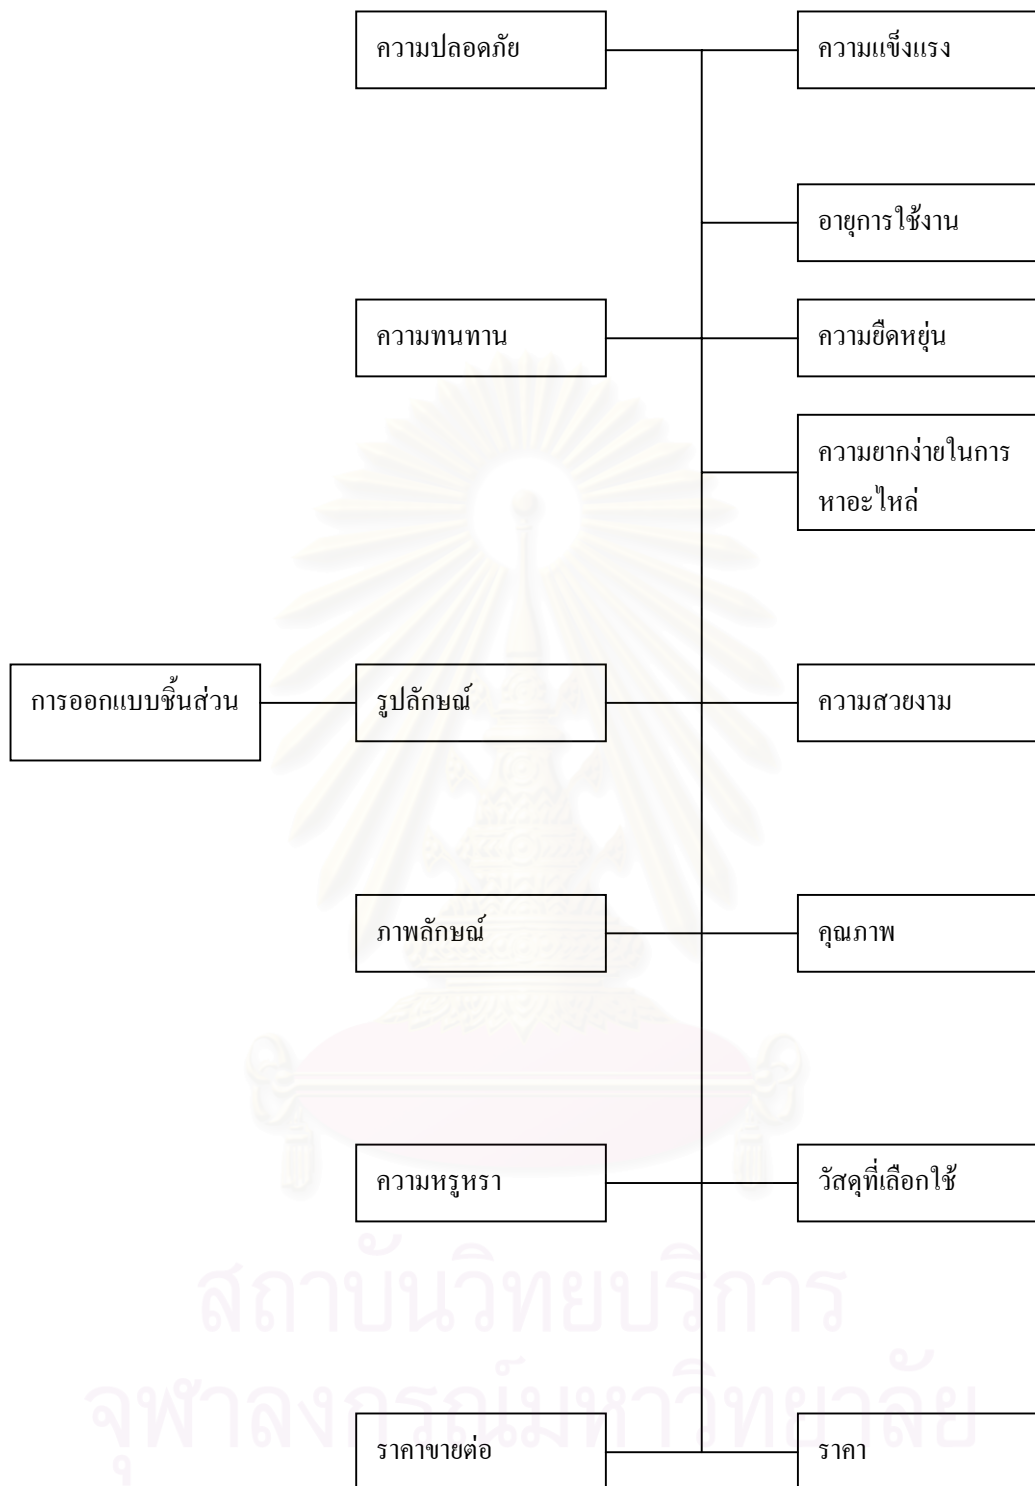 ความปลอดภัย
ความแข็งแรง
อายุการใช้งาน
ความทนทาน
ความยืดหยุ่น
ความยากง่ายในการ
หาอะไหล่
การออกแบบชิ้นส่วน
รูปลักษณ์
ความสวยงาม
ภาพลักษณ์
คุณภาพ
ความหรูหรา
วัสดุที่เลือกใช้
สถาบันวิทยบริการ
จุฬาลงกรณ์มหาวิทยาลัย
ราคาขายต่อ
ราคา